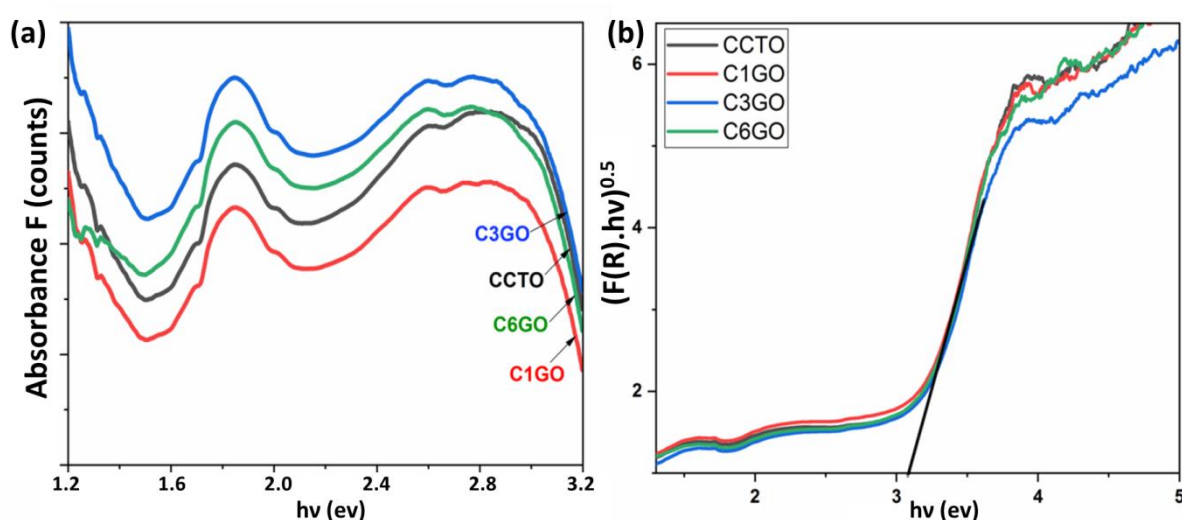 (a)
Absorbance F (counts)
C3GO
CCTO
C6GO
C1GO
1.2 1.6 2.0 2.4 2.8 3.2
hν (ev)
(b)
CCTO
C1GO
C3GO
C6GO
(F(R).hν)0.5
6
4
2
2 3 4 5
hν (ev)